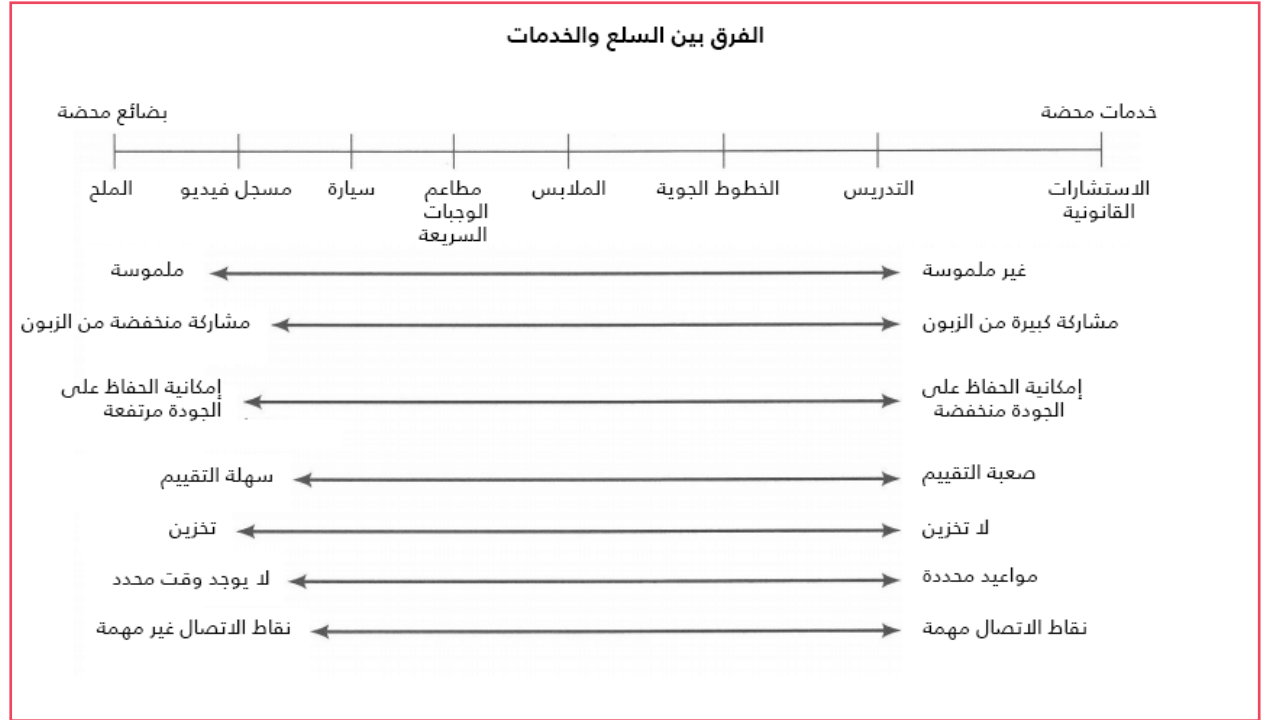 الفرق بين السلع والخدمات
خدمات محضة
بضائع محضة
الاستشارات
القانونية
التدريس
الخطوط الجوية
الملابس
مطاعم
الوجبات
السريعة
سيارة
مسجل فيديو
الملح
غير ملموسة
ملموسة
مشاركة كبيرة من الزبون
مشاركة منخفضة من الزبون
إمكانية الحفاظ على
الجودة منخفضة
إمكانية الحفاظ على
الجودة مرتفعة
صعبة التقييم
سهلة التقييم
لا تخزين
تخزين
مواعيد محددة
لا يوجد وقت محدد
نقاط الاتصال مهمة
نقاط الاتصال غير مهمة